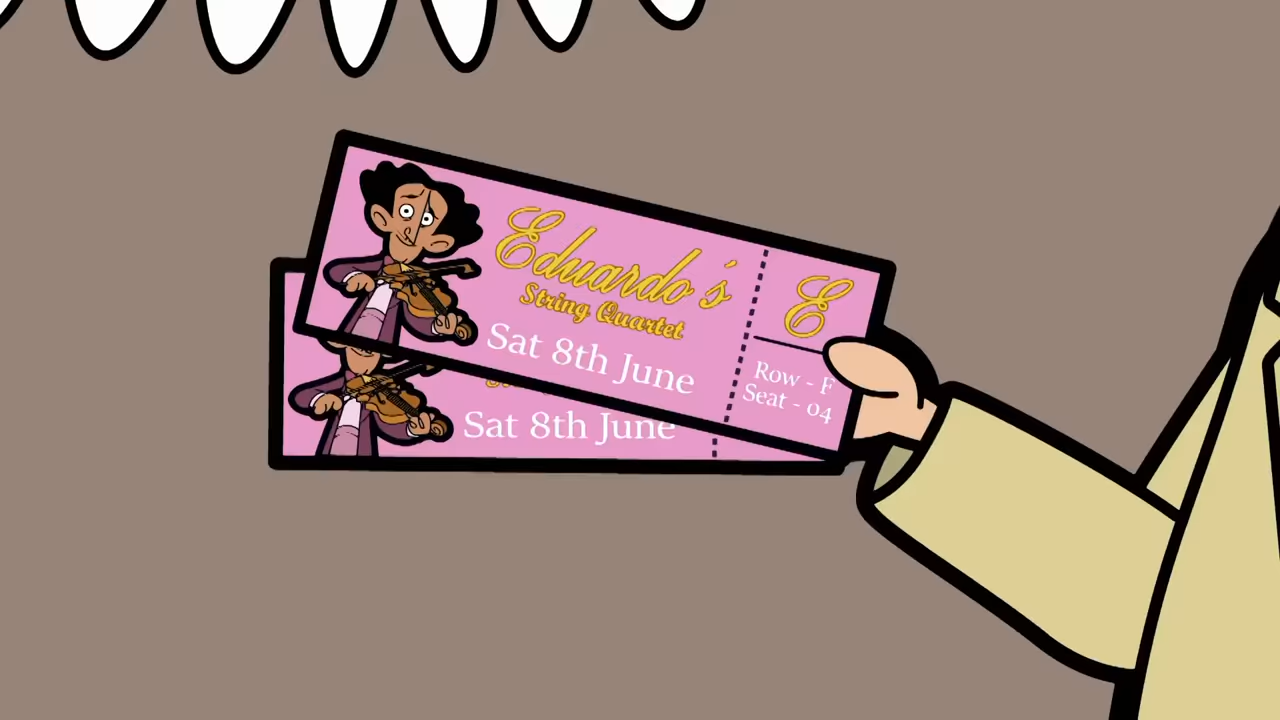 Eduardo's
String Quartet
Sat 8th June
E
Row - F
Seat - 04
Sat 8th June